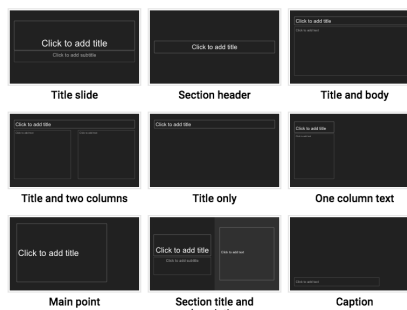 Click to add title
Click to add subtitle
Title slide
Click to add title
Section header
Click to add title
Click to add text
Title and body
Click to add title
Click to add text
Click to add text
Title and two columns
Click to add title
Title only
Click to add title
Click to add text
One column text
Click to add title
Main point
Click to add title
Click to add subtitle
Click to add text
Section title and
Click to add text
Caption